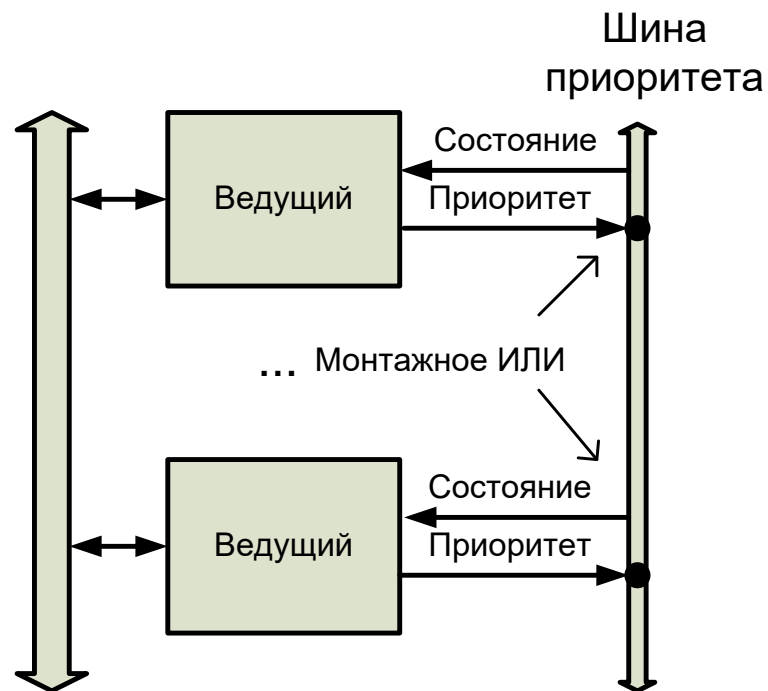 Шина
приоритета
Состояние
Ведущий
Приоритет
... Монтажное ИЛИ
Состояние
Ведущий
Приоритет